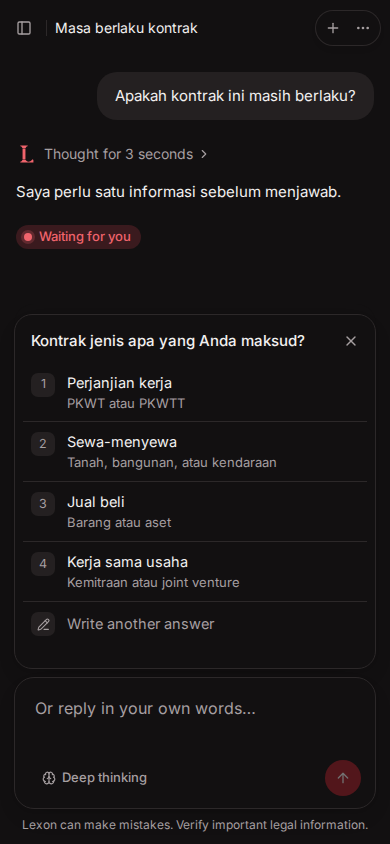 Masa berlaku kontrak
Apakah kontrak ini masih berlaku?
L Thought for 3 seconds
Saya perlu satu informasi sebelum menjawab.
Waiting for you
Kontrak jenis apa yang Anda maksud?
1 Perjanjian kerja
PKWT atau PKWTT
2 Sewa-menyewa
Tanah, bangunan, atau kendaraan
3 Jual beli
Barang atau aset
4 Kerja sama usaha
Kemitraan atau joint venture
Write another answer
Or reply in your own words...
Deep thinking
Lexon can make mistakes. Verify important legal information.